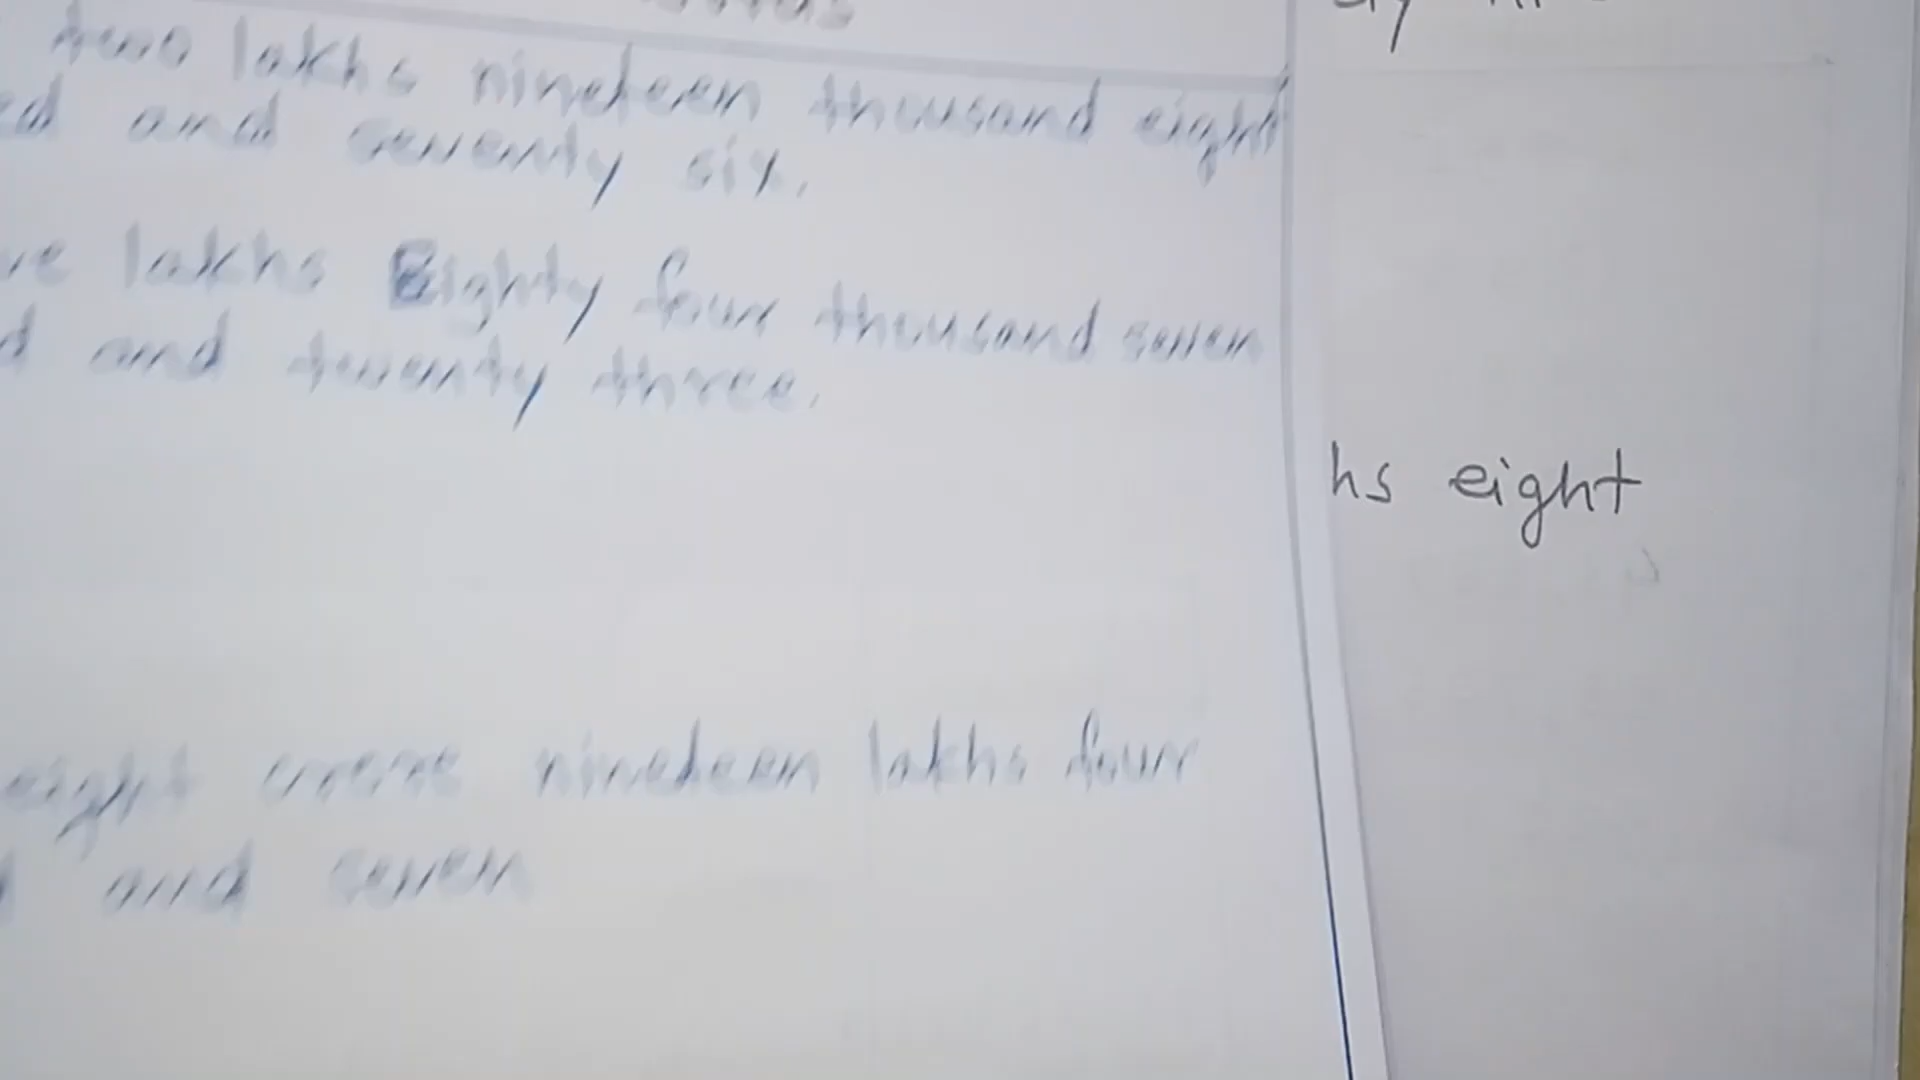 two lakhs nineteen thousand eight
and seventy six.
lakhs Eighty four thousand seven
and twenty three.
hs eight
eight crore nineteen lakhs four
and seven